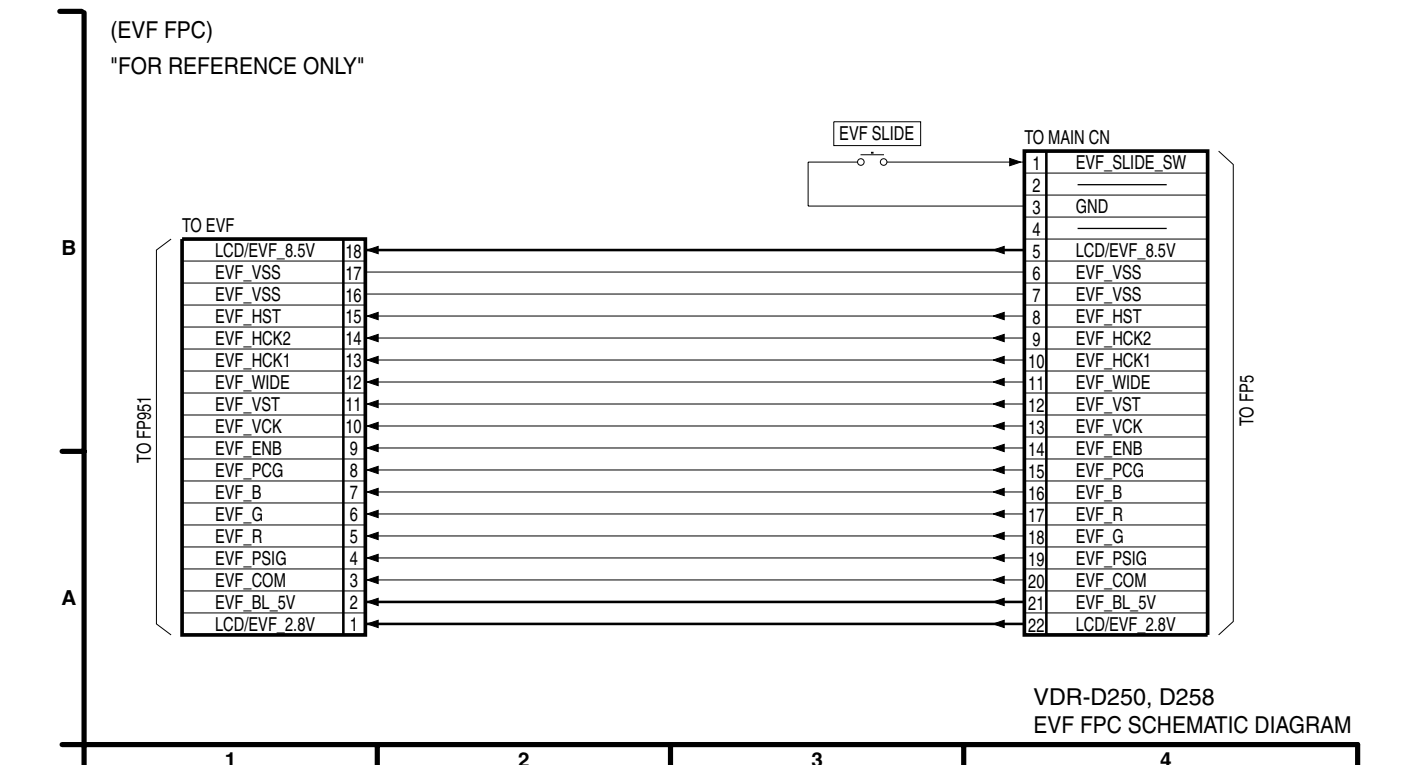 (EVF FPC)
"FOR REFERENCE ONLY"
EVF SLIDE
TO MAIN CN
1 EVF_SLIDE_SW
2
3 GND
4
5 LCD/EVF_8.5V
6 EVF_VSS
7 EVF_VSS
8 EVF_HST
9 EVF_HCK2
10 EVF_HCK1
11 EVF_WIDE
12 EVF_VST
13 EVF_VCK
14 EVF_ENB
15 EVF_PCG
16 EVF_B
17 EVF_R
18 EVF_G
19 EVF_PSIG
20 EVF_COM
21 EVF_BL_5V
22 LCD/EVF_2.8V
TO FP5
TO EVF
LCD/EVF_8.5V 18
EVF_VSS 17
EVF_VSS 16
EVF_HST 15
EVF_HCK2 14
EVF_HCK1 13
EVF_WIDE 12
EVF_VST 11
EVF_VCK 10
EVF_ENB 9
EVF_PCG 8
EVF_B 7
EVF_G 6
EVF_R 5
EVF_PSIG 4
EVF_COM 3
EVF_BL_5V 2
LCD/EVF_2.8V 1
TO FP951
B
A
VDR-D250, D258
EVF FPC SCHEMATIC DIAGRAM
1 2 3 4